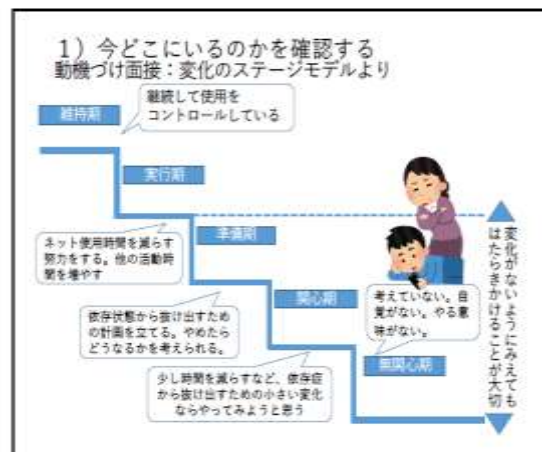 1）今どこにいるのかを確認する
動機づけ面接：変化のステージモデルより
維持期
継続して使用を
コントロールしている
実行期
ネット使用時間を減らす
努力をする。他の活動時
間を増やす
準備期
依存状態から抜け出すため
の計画を立てる。やめたら
どうなるかを考えられる。
関心期
考えていない。自
覚がない。やる意
味がない。
少し時間を減らすなど、依存症
から抜け出すための小さい変化
ならやってみようと思う
無関心期
変化がないようにみえても
はたらきかけることが大切